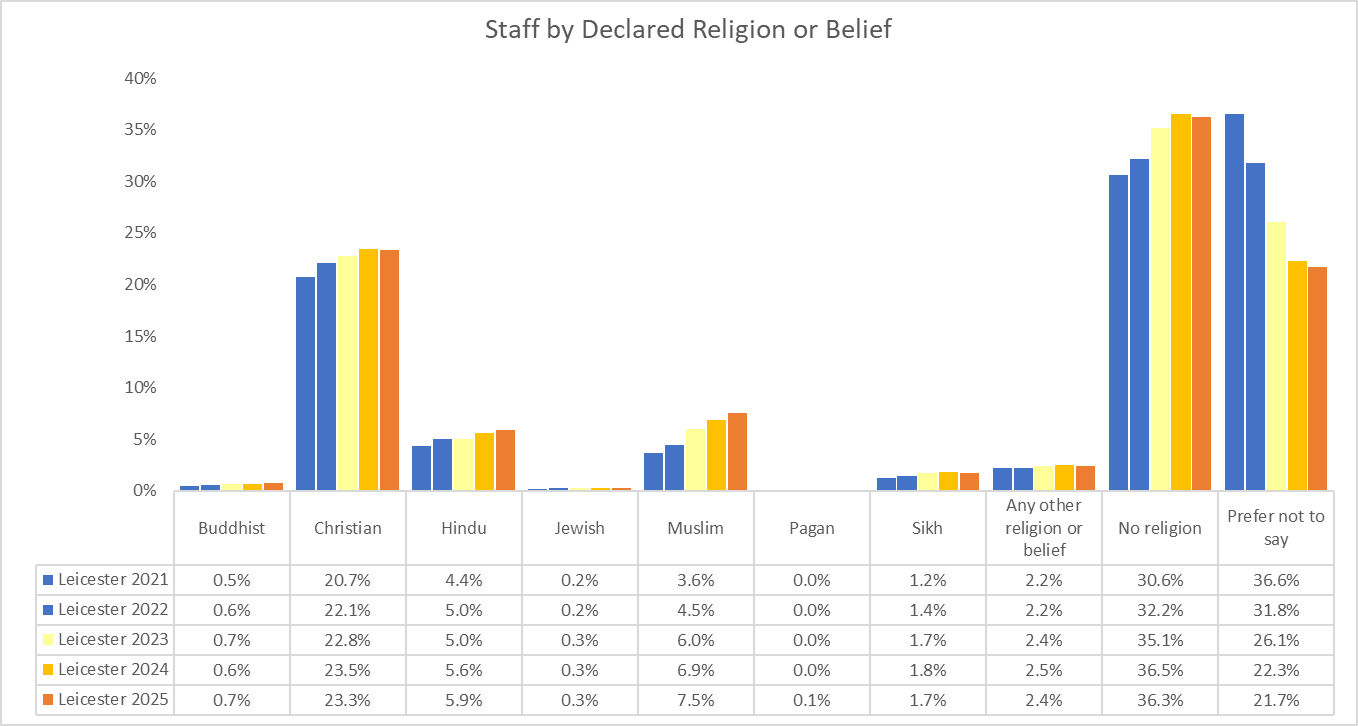 Staff by Declared Religion or Belief
40%
35%
30%
25%
20%
15%
10%
5%
0%
Buddhist Christian Hindu Jewish Muslim Pagan Sikh Any other religion or belief No religion Prefer not to say
Leicester 2021 0.5% 20.7% 4.4% 0.2% 3.6% 0.0% 1.2% 2.2% 30.6% 36.6%
Leicester 2022 0.6% 22.1% 5.0% 0.2% 4.5% 0.0% 1.4% 2.2% 32.2% 31.8%
Leicester 2023 0.7% 22.8% 5.0% 0.3% 6.0% 0.0% 1.7% 2.4% 35.1% 26.1%
Leicester 2024 0.6% 23.5% 5.6% 0.3% 6.9% 0.0% 1.8% 2.5% 36.5% 22.3%
Leicester 2025 0.7% 23.3% 5.9% 0.3% 7.5% 0.1% 1.7% 2.4% 36.3% 21.7%